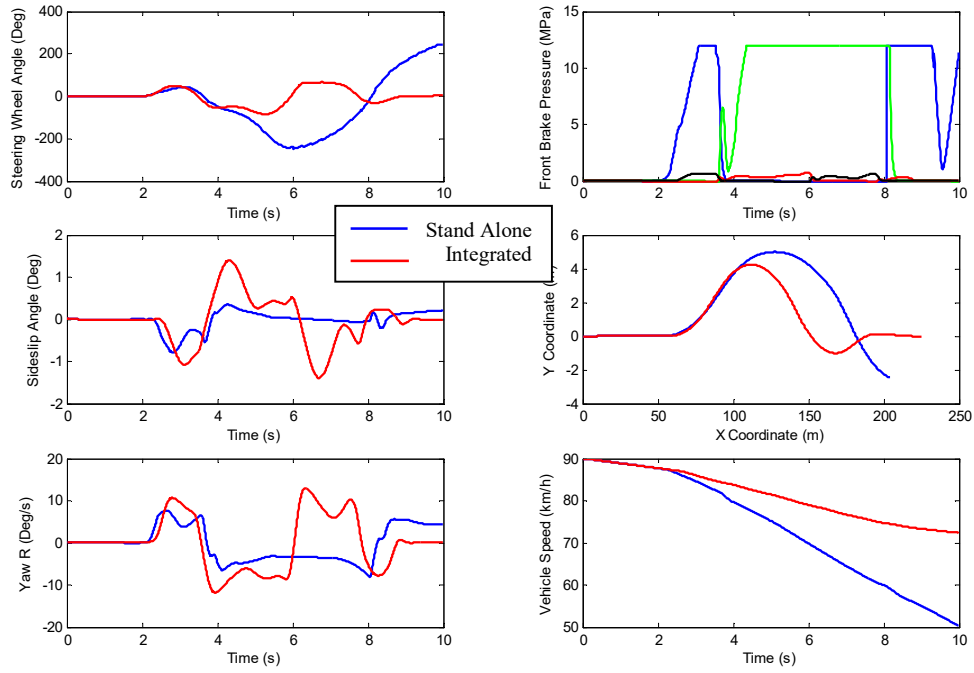 400
200
0
-200
-400
Steering Wheel Angle (Deg)
0 2 4 6 8 10
Time (s)
15
10
5
0
Front Brake Pressure (MPa)
0 2 4 6 8 10
Time (s)
Stand Alone
Integrated
2
1
0
-1
-2
Sideslip Angle (Deg)
0 2 4 6 8 10
Time (s)
6
4
2
0
-2
-4
Y Coordinate
0 50 100 150 200 250
X Coordinate (m)
20
10
0
-10
-20
Yaw R (Deg/s)
0 2 4 6 8 10
Time (s)
90
80
70
60
50
Vehicle Speed (km/h)
0 2 4 6 8 10
Time (s)